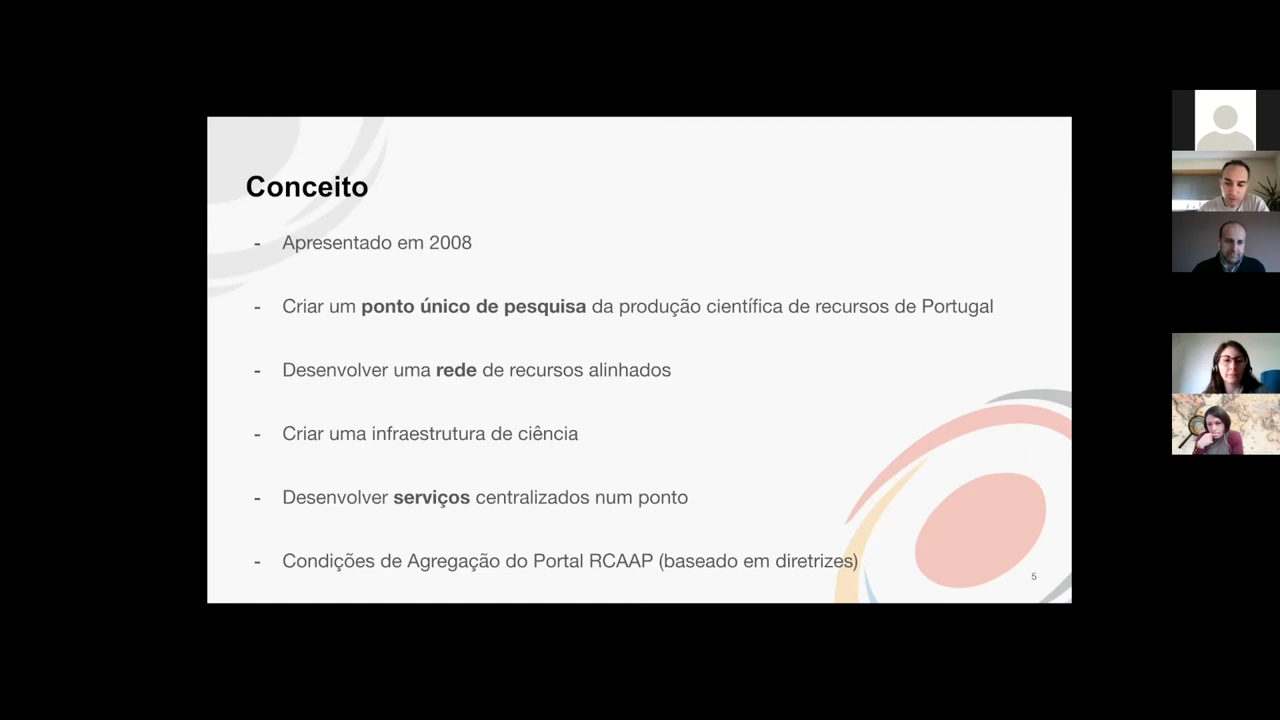 Conceito
- Apresentado em 2008
- Criar um ponto único de pesquisa da produção científica de recursos de Portugal
- Desenvolver uma rede de recursos alinhados
- Criar uma infraestrutura de ciência
- Desenvolver serviços centralizados num ponto
- Condições de Agregação do Portal RCAAP (baseado em diretrizes)
5